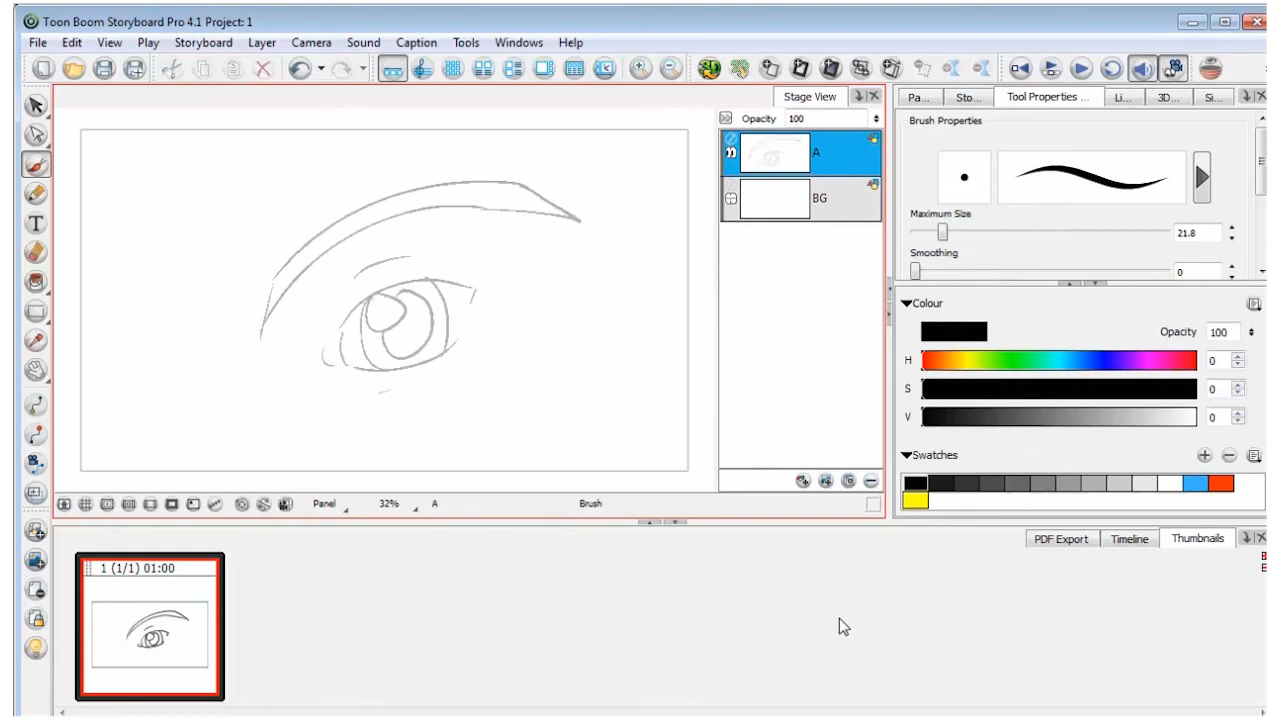 Toon Boom Storyboard Pro 4.1 Project: 1
File Edit View Play Storyboard Layer Camera Sound Caption Tools Windows Help
Stage View
Pa... Sto... Tool Properties ... Li... 3D... Si...
Opacity 100
A
BG
Brush Properties
Maximum Size
21.8
Smoothing
0
Colour
Opacity 100
H 0
S 0
V 0
Swatches
Panel 32% A Brush
PDF Export Timeline Thumbnails
1 (1/1) 01:00